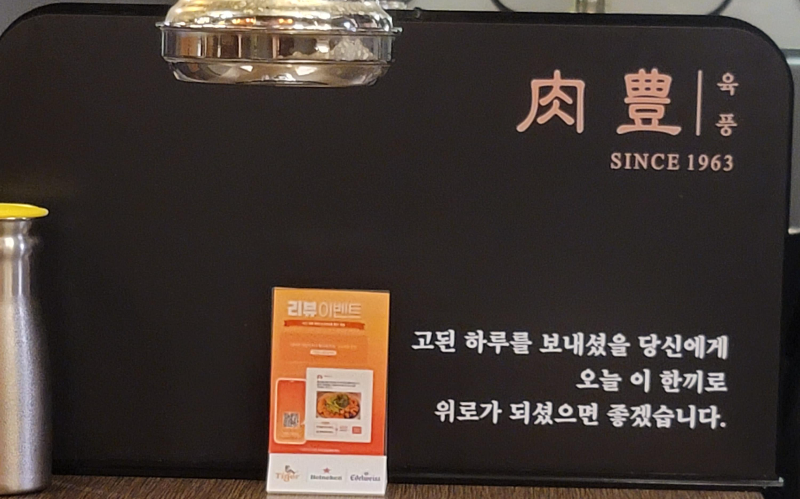 肉豊 육풍
SINCE 1963
고된 하루를 보내셨을 당신에게
오늘 이 한끼로
위로가 되셨으면 좋겠습니다.
리뷰이벤트
Tiger Heineken Edelweiss